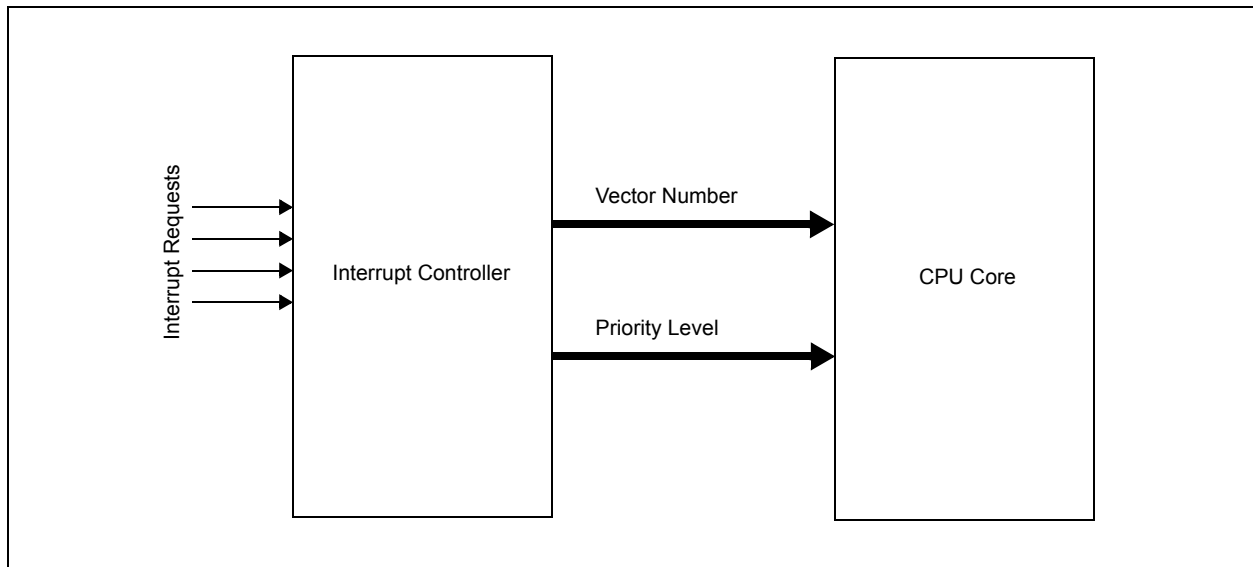 Interrupt Requests
Interrupt Controller
Vector Number
Priority Level
CPU Core